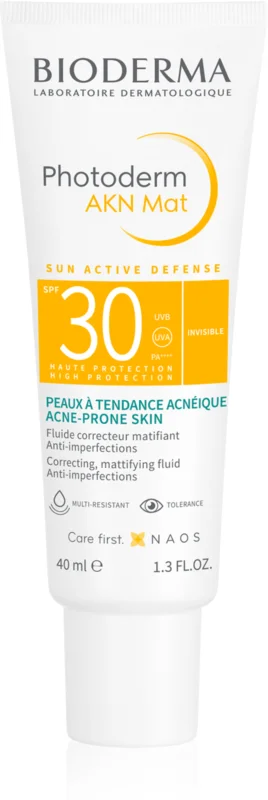 BIODERMA
LABORATOIRE DERMATOLOGIQUE
Photoderm
AKN Mat
SUN ACTIVE DEFENSE
SPF 30 UVB
UVA
PA++++
INVISIBLE
HAUTE PROTECTION
HIGH PROTECTION
PEAUX À TENDANCE ACNÉIQUE
ACNE-PRONE SKIN
Fluide correcteur matifiant
Anti-imperfections
Correcting, mattifying fluid
Anti-imperfections
MULTI-RESISTANT TOLERANCE
Care first. NAOS
40 ml ℮ 1.3 FL.OZ.